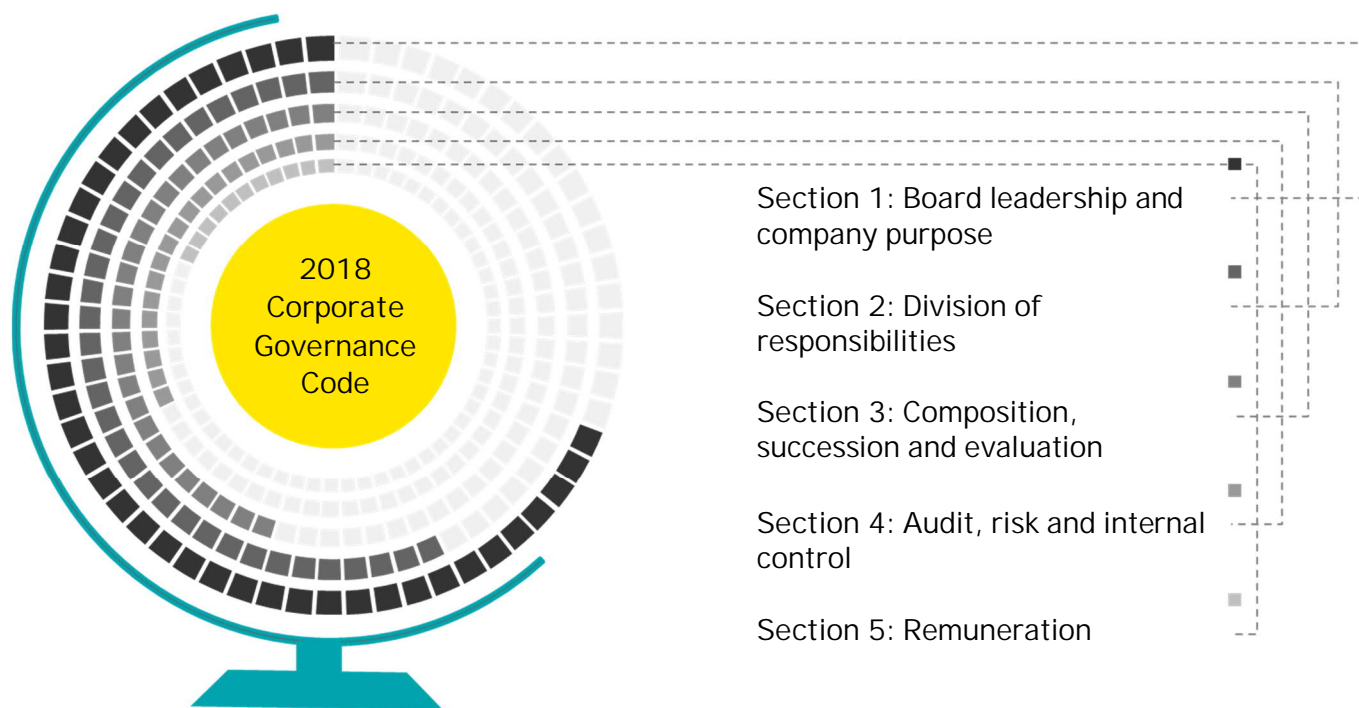 2018
Corporate
Governance
Code
Section 1: Board leadership and
company purpose
Section 2: Division of
responsibilities
Section 3: Composition,
succession and evaluation
Section 4: Audit, risk and internal
control
Section 5: Remuneration